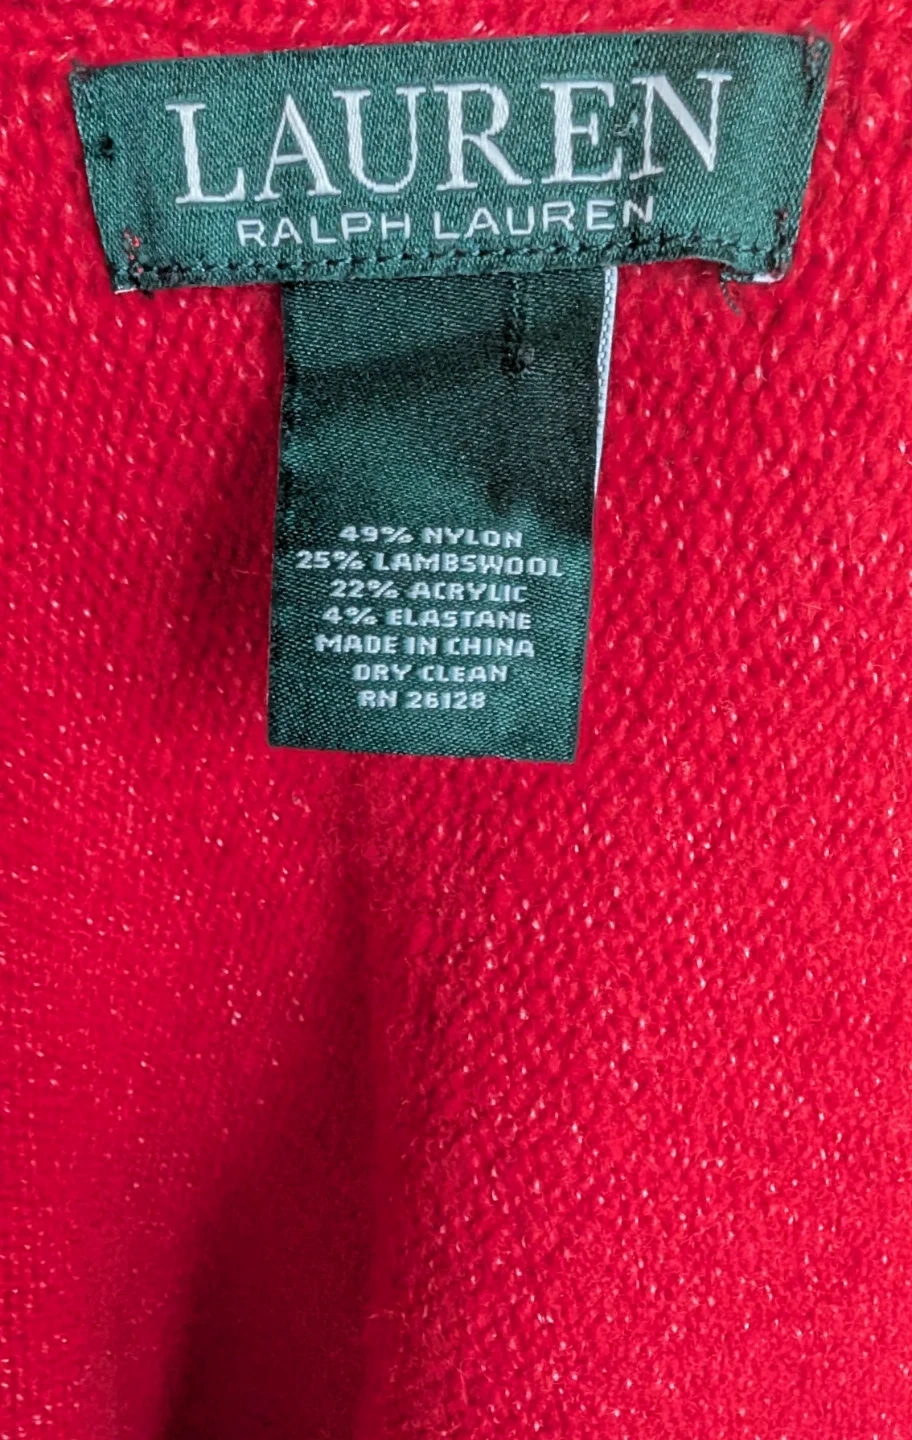 LAUREN
RALPH LAUREN
49% NYLON
25% LAMBSWOOL
22% ACRYLIC
4% ELASTANE
MADE IN CHINA
DRY CLEAN
RN 26128